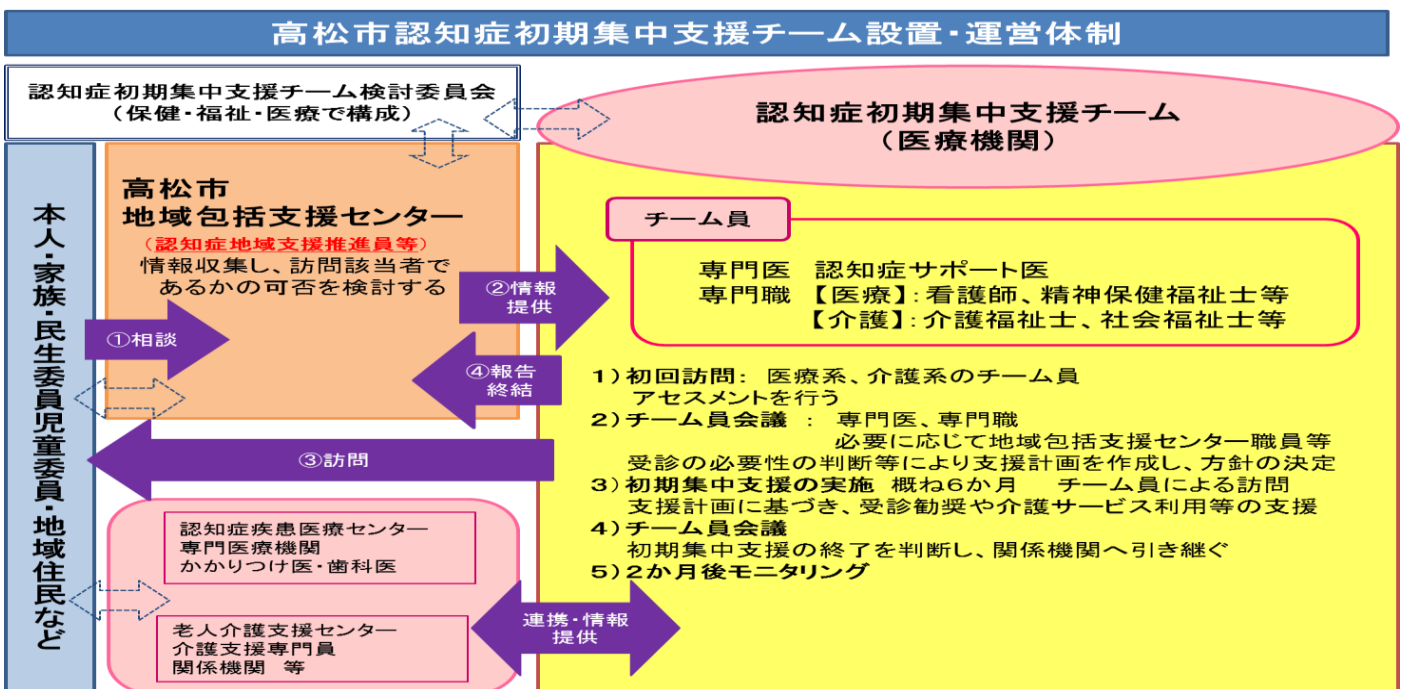 高松市認知症初期集中支援チーム設置・運営体制
認知症初期集中支援チーム検討委員会
(保健・福祉・医療で構成)
認知症初期集中支援チーム
(医療機関)
本人・家族・民生委員児童委員・地域住民など
高松市
地域包括支援センター
(認知症地域支援推進員等)
情報収集し、訪問該当者で
あるかの可否を検討する
①相談
②情報
提供
④報告
終結
③訪問
認知症疾患医療センター
専門医療機関
かかりつけ医・歯科医
老人介護支援センター
介護支援専門員
関係機関 等
連携・情報
提供
チーム員
専門医 認知症サポート医
専門職 【医療】:看護師、精神保健福祉士等
【介護】:介護福祉士、社会福祉士等
1)初回訪問: 医療系、介護系のチーム員
アセスメントを行う
2)チーム員会議 : 専門医、専門職
必要に応じて地域包括支援センター職員等
受診の必要性の判断等により支援計画を作成し、方針の決定
3)初期集中支援の実施 概ね6か月 チーム員による訪問
支援計画に基づき、受診勧奨や介護サービス利用等の支援
4)チーム員会議
初期集中支援の終了を判断し、関係機関へ引き継ぐ
5)2か月後モニタリング